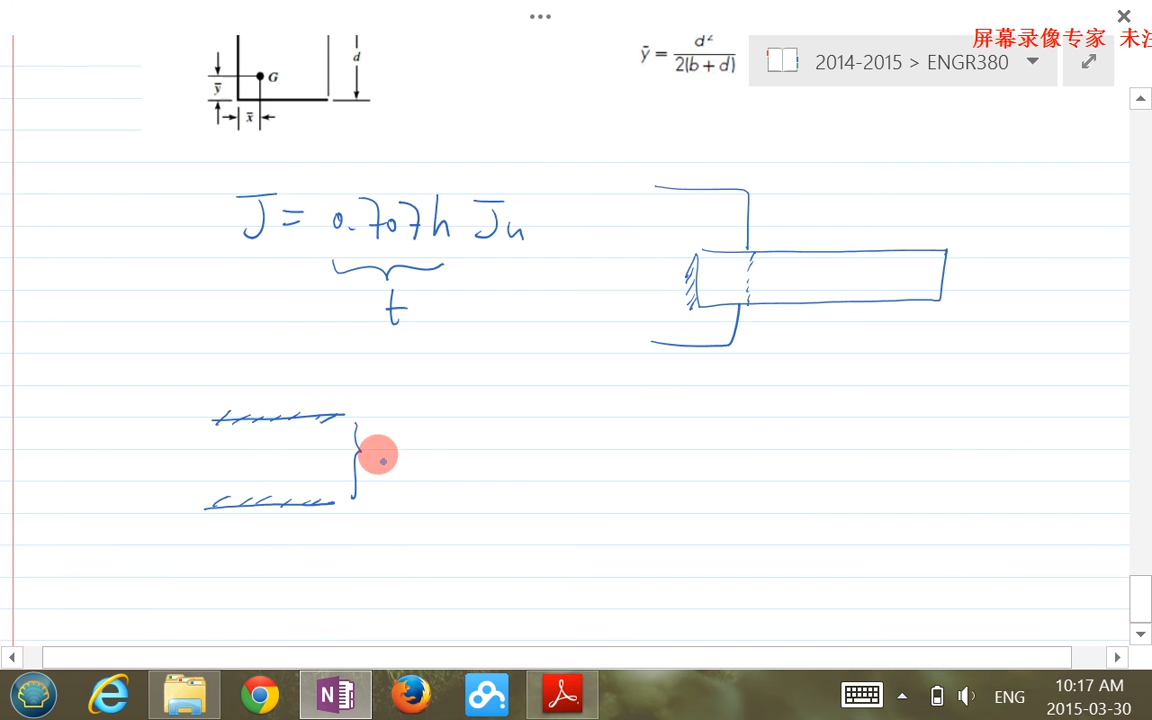 屏幕录像专家 未
d
ȳ = d² / 2(b + d)
2014-2015 > ENGR380
G
ȳ
x̄
J = 0.707h Ju
t
N
ENG
10:17 AM
2015-03-30